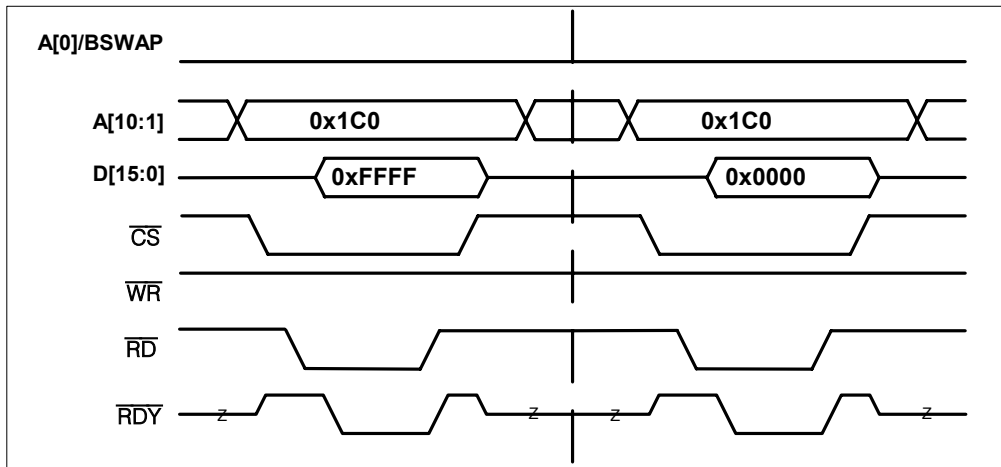 A[0]/BSWAP
A[10:1] 0x1C0 0x1C0
D[15:0] 0xFFFF 0x0000
CS
WR
RD
RDY Z Z Z Z